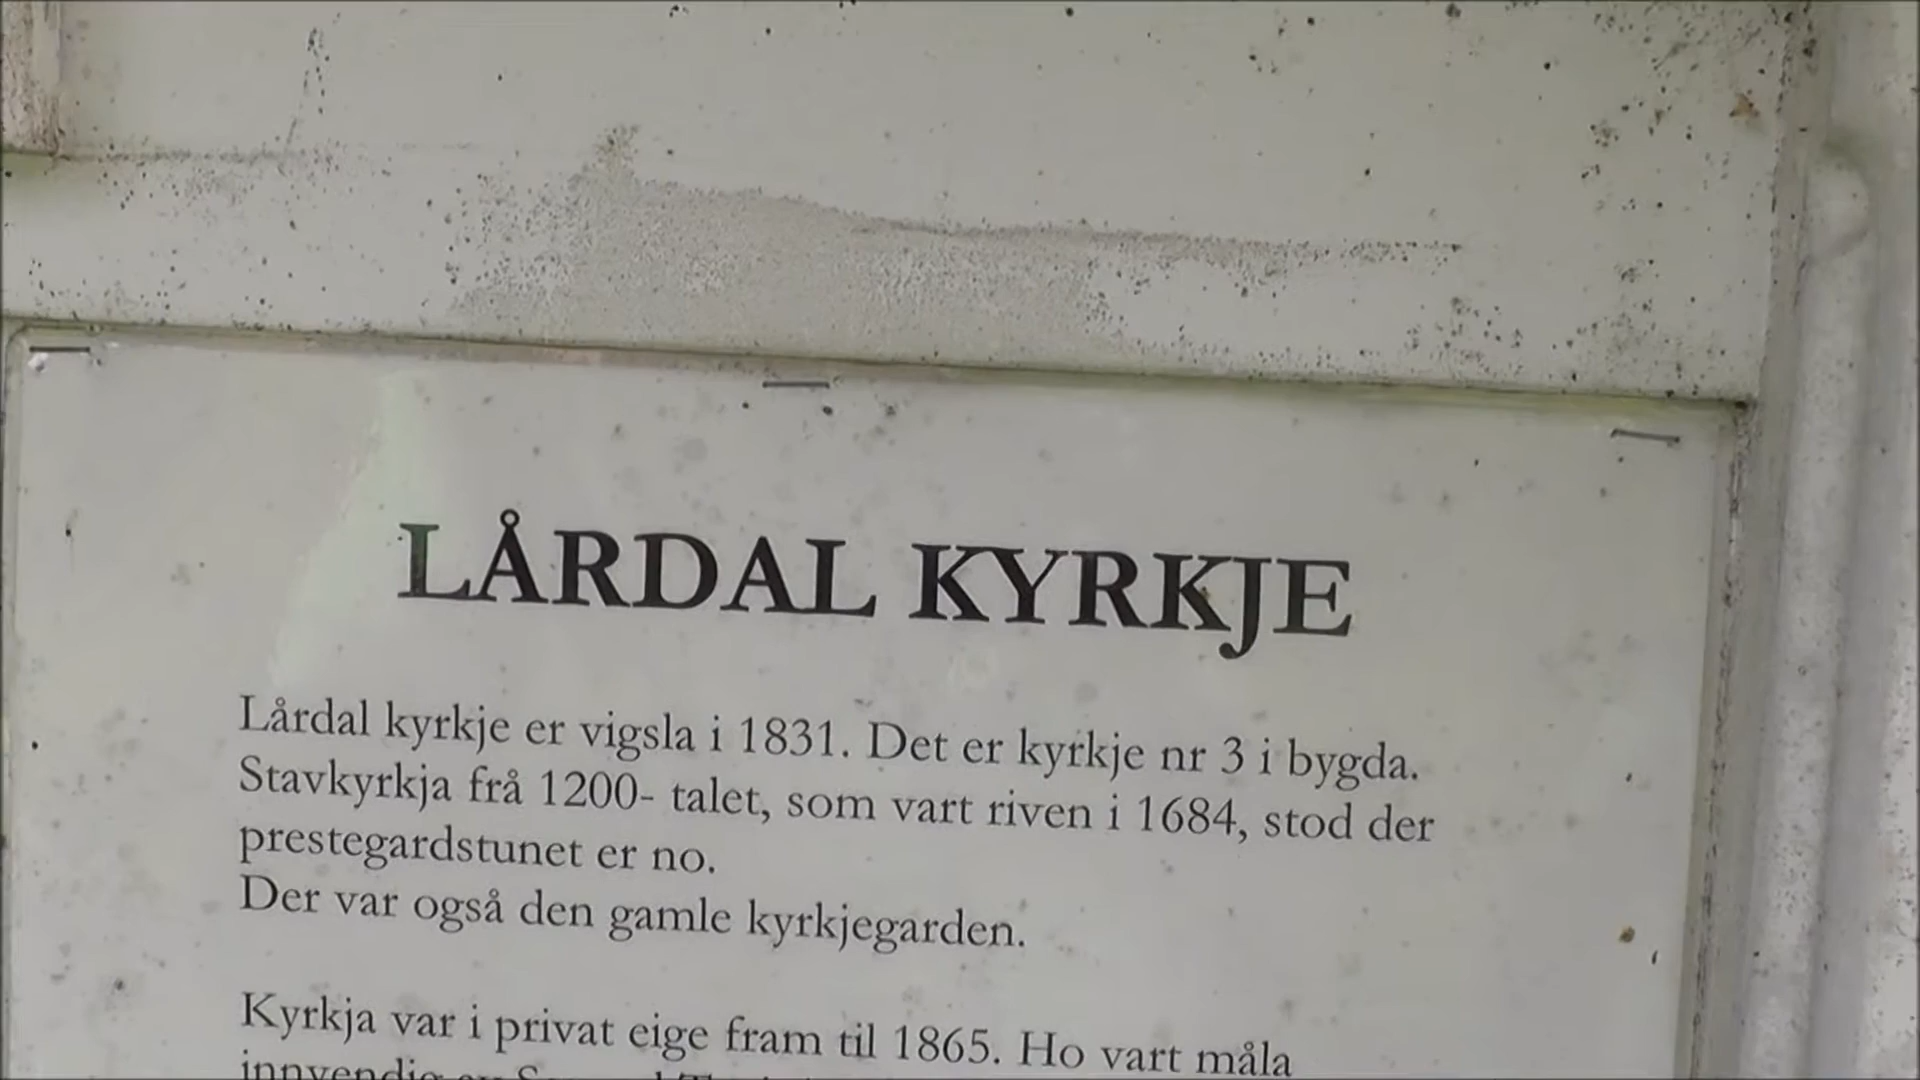 LÅRDAL KYRKJE
Lårdal kyrkje er vigsla i 1831. Det er kyrkje nr 3 i bygda.
Stavkyrkja frå 1200- talet, som vart riven i 1684, stod der
prestegardstunet er no.
Der var også den gamle kyrkjegarden.
Kyrkja var i privat eige fram til 1865. Ho vart måla
innvendig